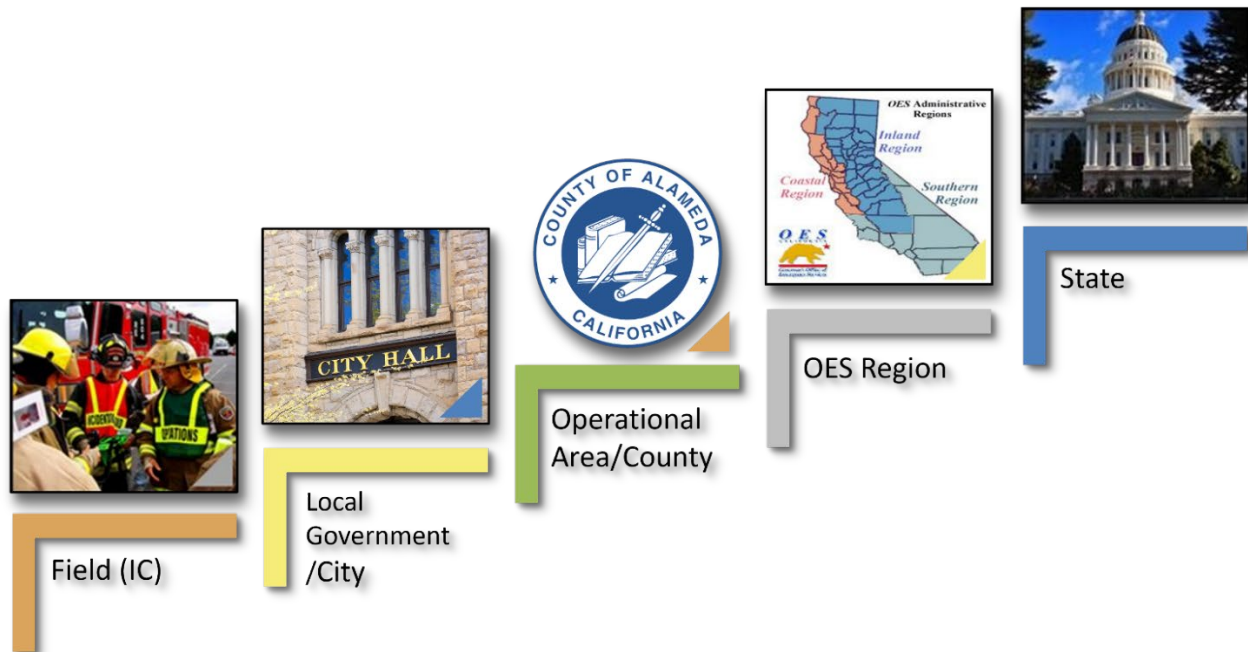 Field (IC)
Local
Government
/City
CITY HALL
Operational
Area/County
COUNTY OF ALAMEDA
CALIFORNIA
OES Region
OES Administrative
Regions
Inland
Region
Coastal
Region
Southern
Region
OES
CALIFORNIA
State